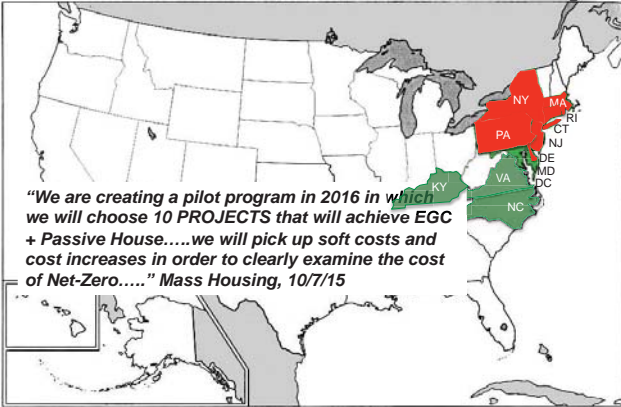 NY
MA
RI
CT
PA
NJ
DE
MD
DC
KY
VA
NC
“We are creating a pilot program in 2016 in which
we will choose 10 PROJECTS that will achieve EGC
+ Passive House…..we will pick up soft costs and
cost increases in order to clearly examine the cost
of Net-Zero…..” Mass Housing, 10/7/15